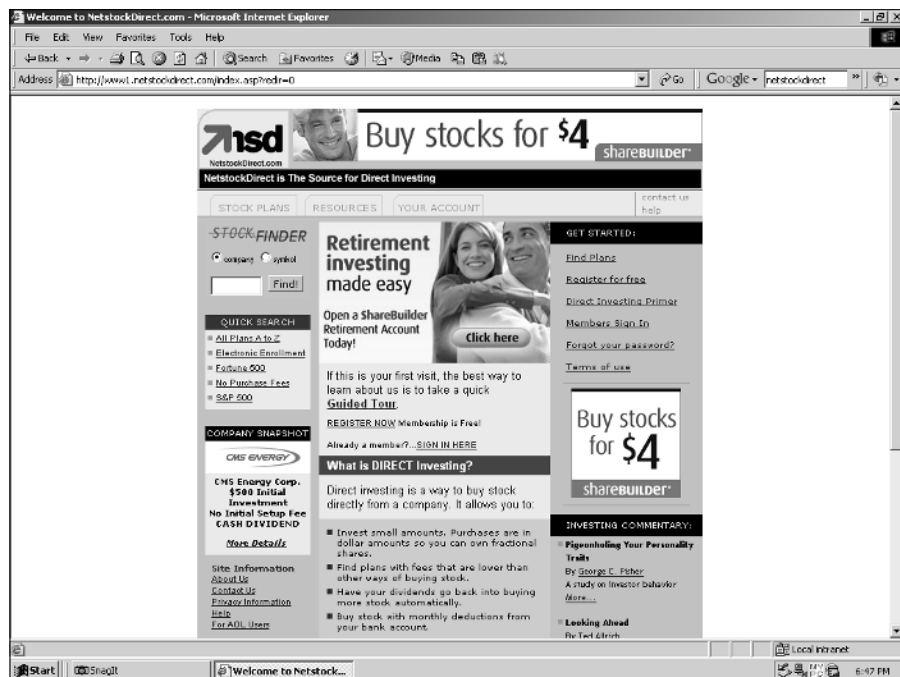 Welcome to NetstockDirect.com - Microsoft Internet Explorer
File Edit View Favorites Tools Help
Back Search Favorites Media
Address http://www1.netstockdirect.com/index.asp?redir=0 Go Google netstockdirect
nsd
NetstockDirect.com
Buy stocks for $4
shareBUILDER
NetstockDirect is The Source for Direct Investing
STOCK PLANS RESOURCES YOUR ACCOUNT
contact us
help
STOCK FINDER
company symbol
Find!
QUICK SEARCH
All Plans A to Z
Electronic Enrollment
Fortune 500
No Purchase Fees
S&P 500
COMPANY SNAPSHOT
CMS ENERGY
CMS Energy Corp.
$500 Initial
Investment
No Initial Setup Fee
CASH DIVIDEND
More Details
Site Information
About Us
Contact Us
Privacy Information
Help
For AOL Users
Retirement
investing
made easy
Open a ShareBuilder
Retirement Account
Today!
Click here
If this is your first visit, the best way to
learn about us is to take a quick
Guided Tour.
REGISTER NOW Membership is Free!
Already a member?...SIGN IN HERE
What is DIRECT Investing?
Direct investing is a way to buy stock
directly from a company. It allows you to:
Invest small amounts. Purchases are in
dollar amounts so you can own fractional
shares.
Find plans with fees that are lower than
other ways of buying stock.
Have your dividends go back into buying
more stock automatically.
Buy stock with monthly deductions from
your bank account.
GET STARTED:
Find Plans
Register for free
Direct Investing Primer
Members Sign In
Forgot your password?
Terms of use
Buy stocks
for $4
shareBUILDER
INVESTING COMMENTARY:
Pigeonholing Your Personality
Traits
By George C. Fisher
A study on investor behavior
More...
Looking Ahead
By Ted Allrich
Local intranet
Start SnagIt Welcome to Netstock... MY PC 6:47 PM